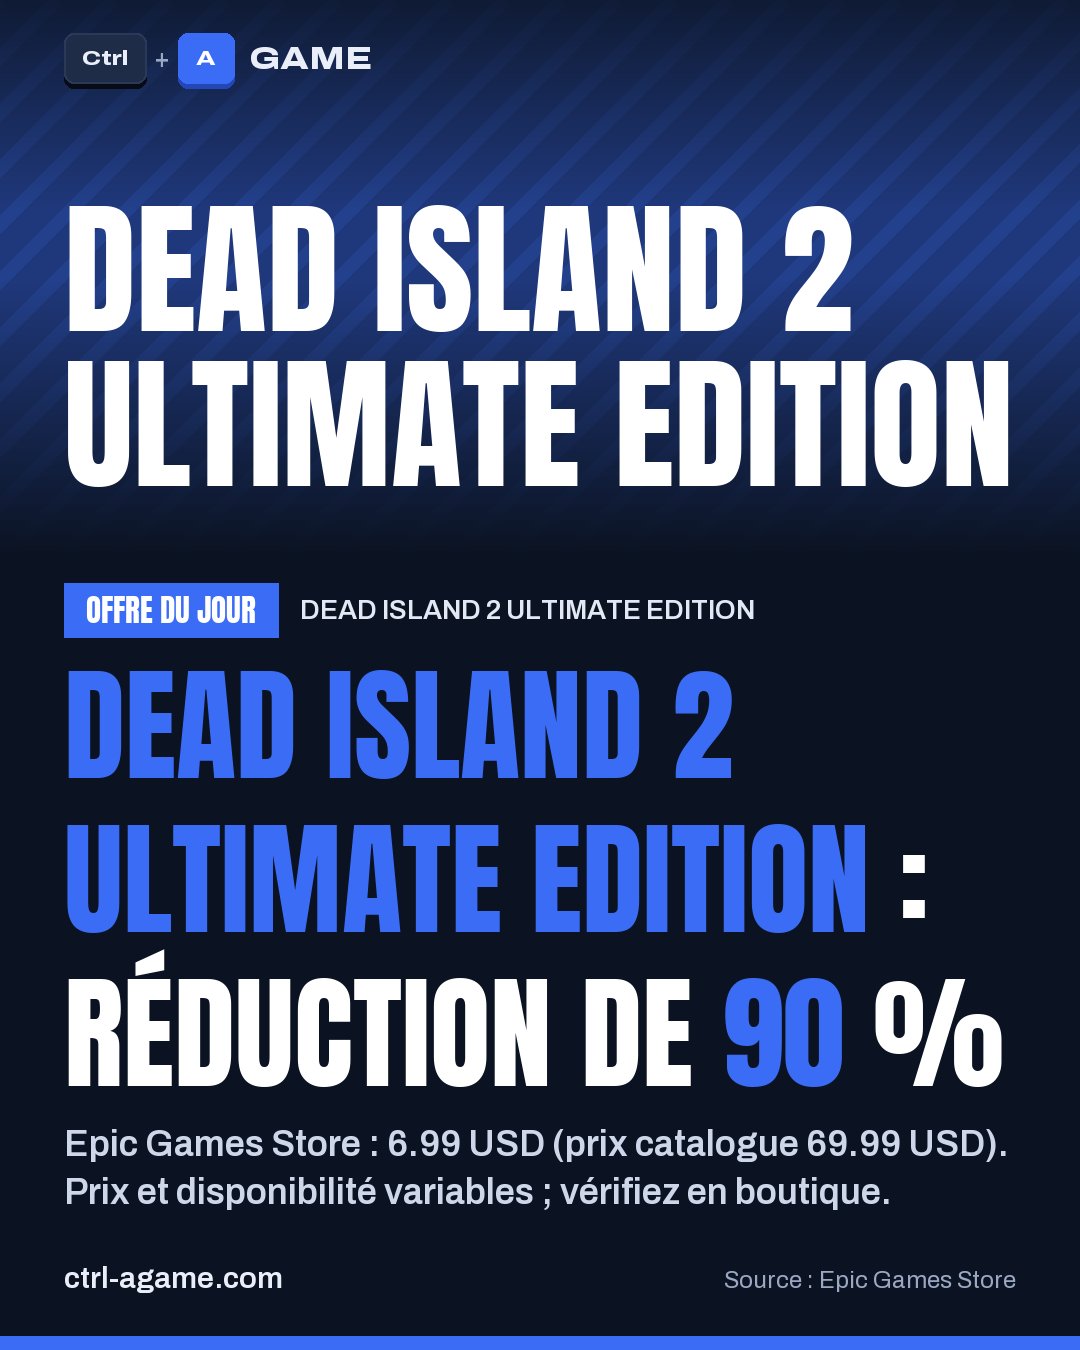 Ctrl + A GAME
DEAD ISLAND 2
ULTIMATE EDITION
OFFRE DU JOUR DEAD ISLAND 2 ULTIMATE EDITION
DEAD ISLAND 2
ULTIMATE EDITION :
RÉDUCTION DE 90 %
Epic Games Store : 6.99 USD (prix catalogue 69.99 USD).
Prix et disponibilité variables ; vérifiez en boutique.
ctrl-agame.com Source : Epic Games Store